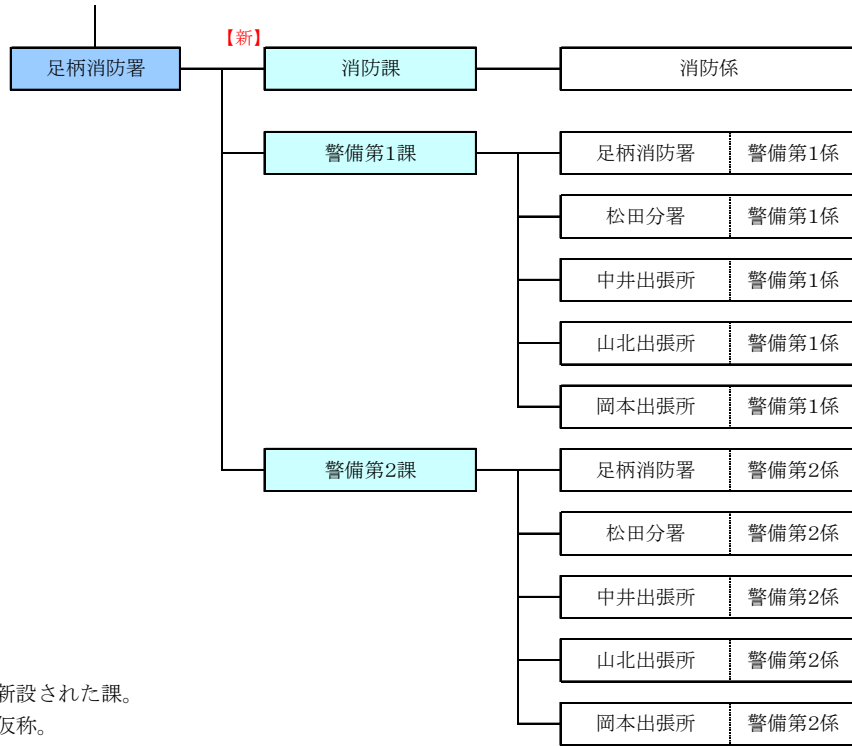 【新】
足柄消防署 消防課 消防係
警備第1課 足柄消防署 警備第1係
松田分署 警備第1係
中井出張所 警備第1係
山北出張所 警備第1係
岡本出張所 警備第1係
警備第2課 足柄消防署 警備第2係
松田分署 警備第2係
中井出張所 警備第2係
山北出張所 警備第2係
新設された課。
仮称。
岡本出張所 警備第2係